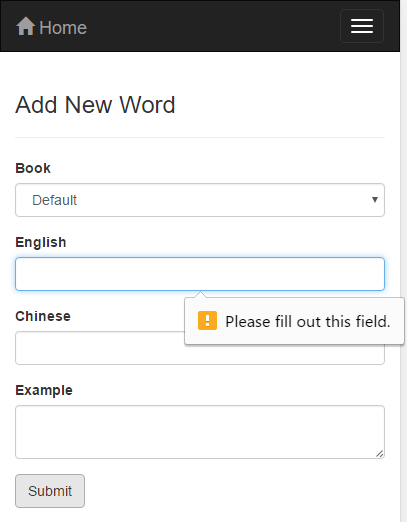 Home
Add New Word
Book
Default
English
Please fill out this field.
Chinese
Example
Submit